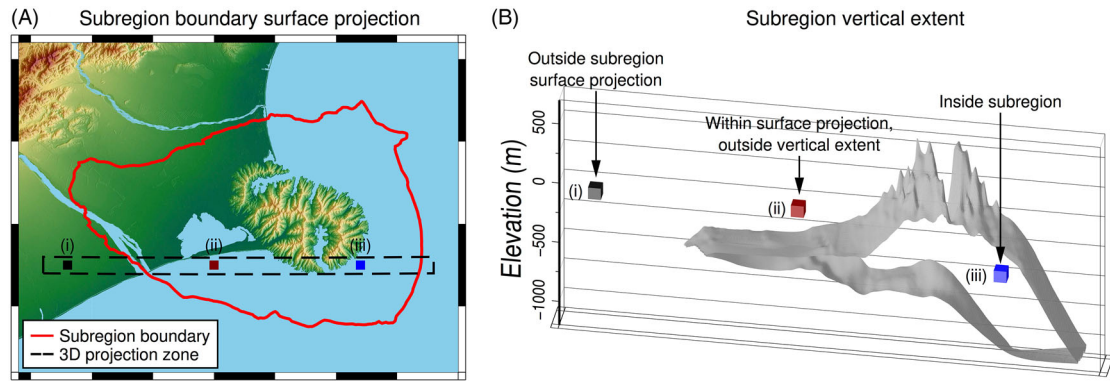 (A) Subregion boundary surface projection
(i)
(ii)
(iii)
Subregion boundary
3D projection zone
(B) Subregion vertical extent
Outside subregion
surface projection
Within surface projection,
outside vertical extent
Inside subregion
(i)
(ii)
(iii)
Elevation (m)
500
0
−500
−1000